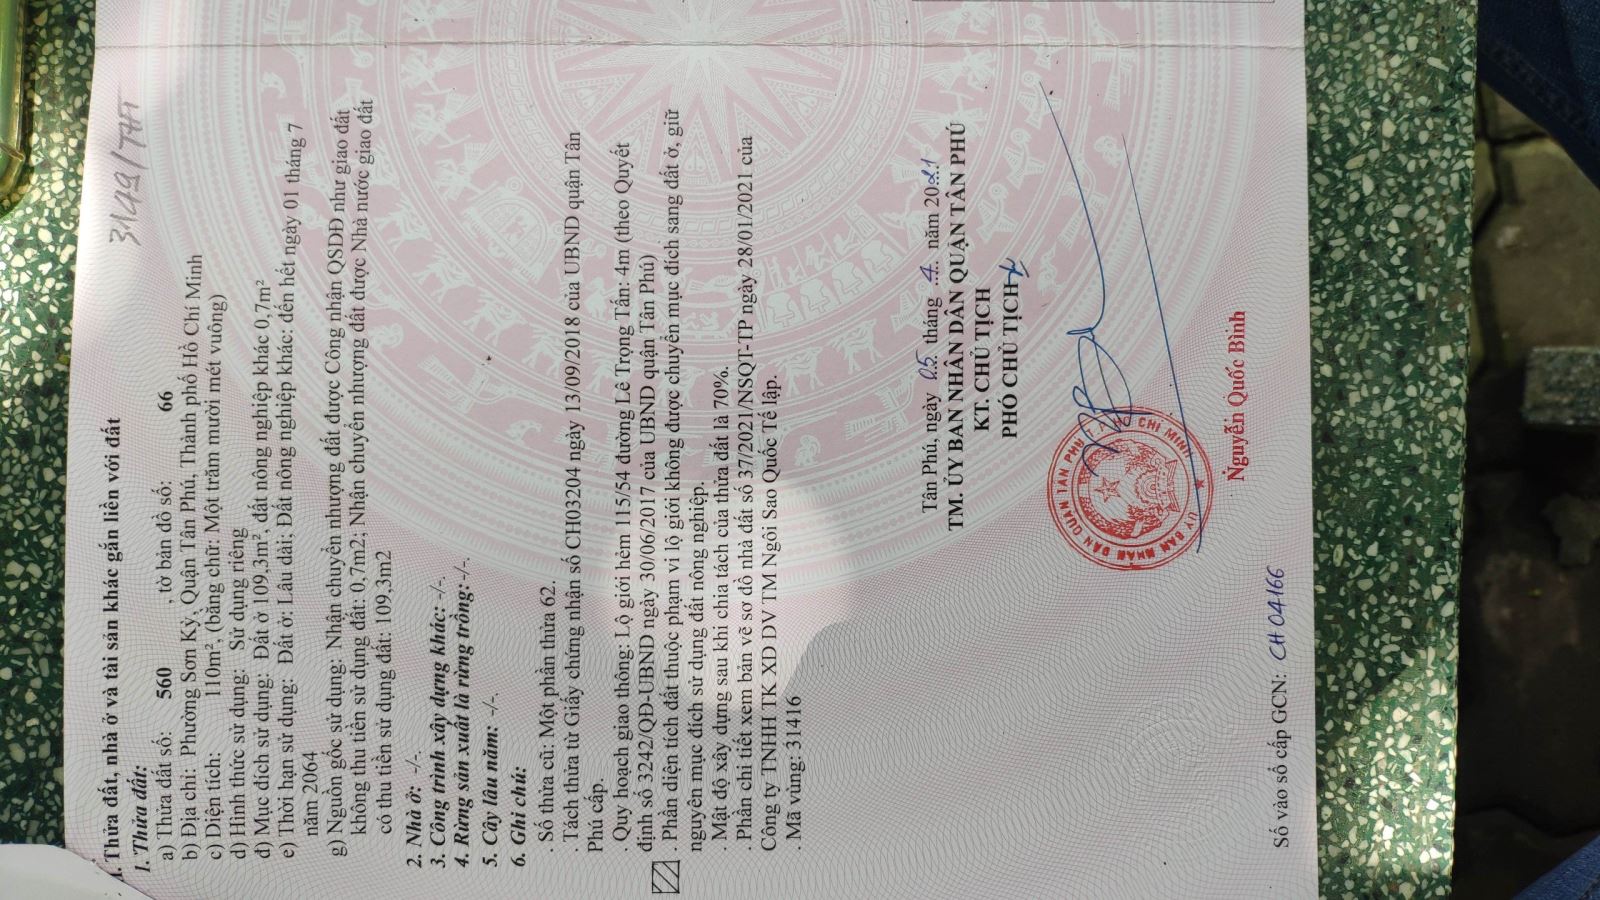 3149/THT
II. Thửa đất, nhà ở và tài sản khác gắn liền với đất
1. Thửa đất:
a) Thửa đất số: 560 , tờ bản đồ số: 66
b) Địa chỉ: Phường Sơn Kỳ, Quận Tân Phú, Thành phố Hồ Chí Minh
c) Diện tích: 110m², (bằng chữ: Một trăm mười mét vuông)
d) Hình thức sử dụng: Sử dụng riêng
đ) Mục đích sử dụng: Đất ở 109,3m², đất nông nghiệp khác 0,7m²
e) Thời hạn sử dụng: Đất ở: Lâu dài; Đất nông nghiệp khác: đến hết ngày 01 tháng 7
năm 2064
g) Nguồn gốc sử dụng: Nhận chuyển nhượng đất được Công nhận QSDĐ như giao đất
không thu tiền sử dụng đất: 0,7m2; Nhận chuyển nhượng đất được Nhà nước giao đất
có thu tiền sử dụng đất: 109,3m2
2. Nhà ở: -/-.
3. Công trình xây dựng khác: -/-.
4. Rừng sản xuất là rừng trồng:-/-.
5. Cây lâu năm: -/-.
6. Ghi chú:
. Số thửa cũ: Một phần thửa 62.
. Tách thửa từ Giấy chứng nhận số CH03204 ngày 13/09/2018 của UBND quận Tân
Phú cấp.
. Quy hoạch giao thông: Lộ giới hẻm 115/54 đường Lê Trọng Tấn: 4m (theo Quyết
định số 3242/QĐ-UBND ngày 30/06/2017 của UBND quận Tân Phú)
. Phần diện tích đất thuộc phạm vi lộ giới không được chuyển mục đích sang đất ở, giữ
nguyên mục đích sử dụng đất nông nghiệp.
. Mật độ xây dựng sau khi chia tách của thửa đất là 70%.
. Phần chi tiết xem bản vẽ sơ đồ nhà đất số 37/2021/NSQT-TP ngày 28/01/2021 của
Công ty TNHH TK XD DV TM Ngôi Sao Quốc Tế lập.
. Mã vùng: 31416
Tân Phú, ngày 05 tháng 4 năm 2021
TM. ỦY BAN NHÂN DÂN QUẬN TÂN PHÚ
KT. CHỦ TỊCH
PHÓ CHỦ TỊCH
ỦY BAN NHÂN DÂN QUẬN TÂN PHÚ T.P HỒ CHÍ MINH
Nguyễn Quốc Bình
Số vào sổ cấp GCN: CH 04166